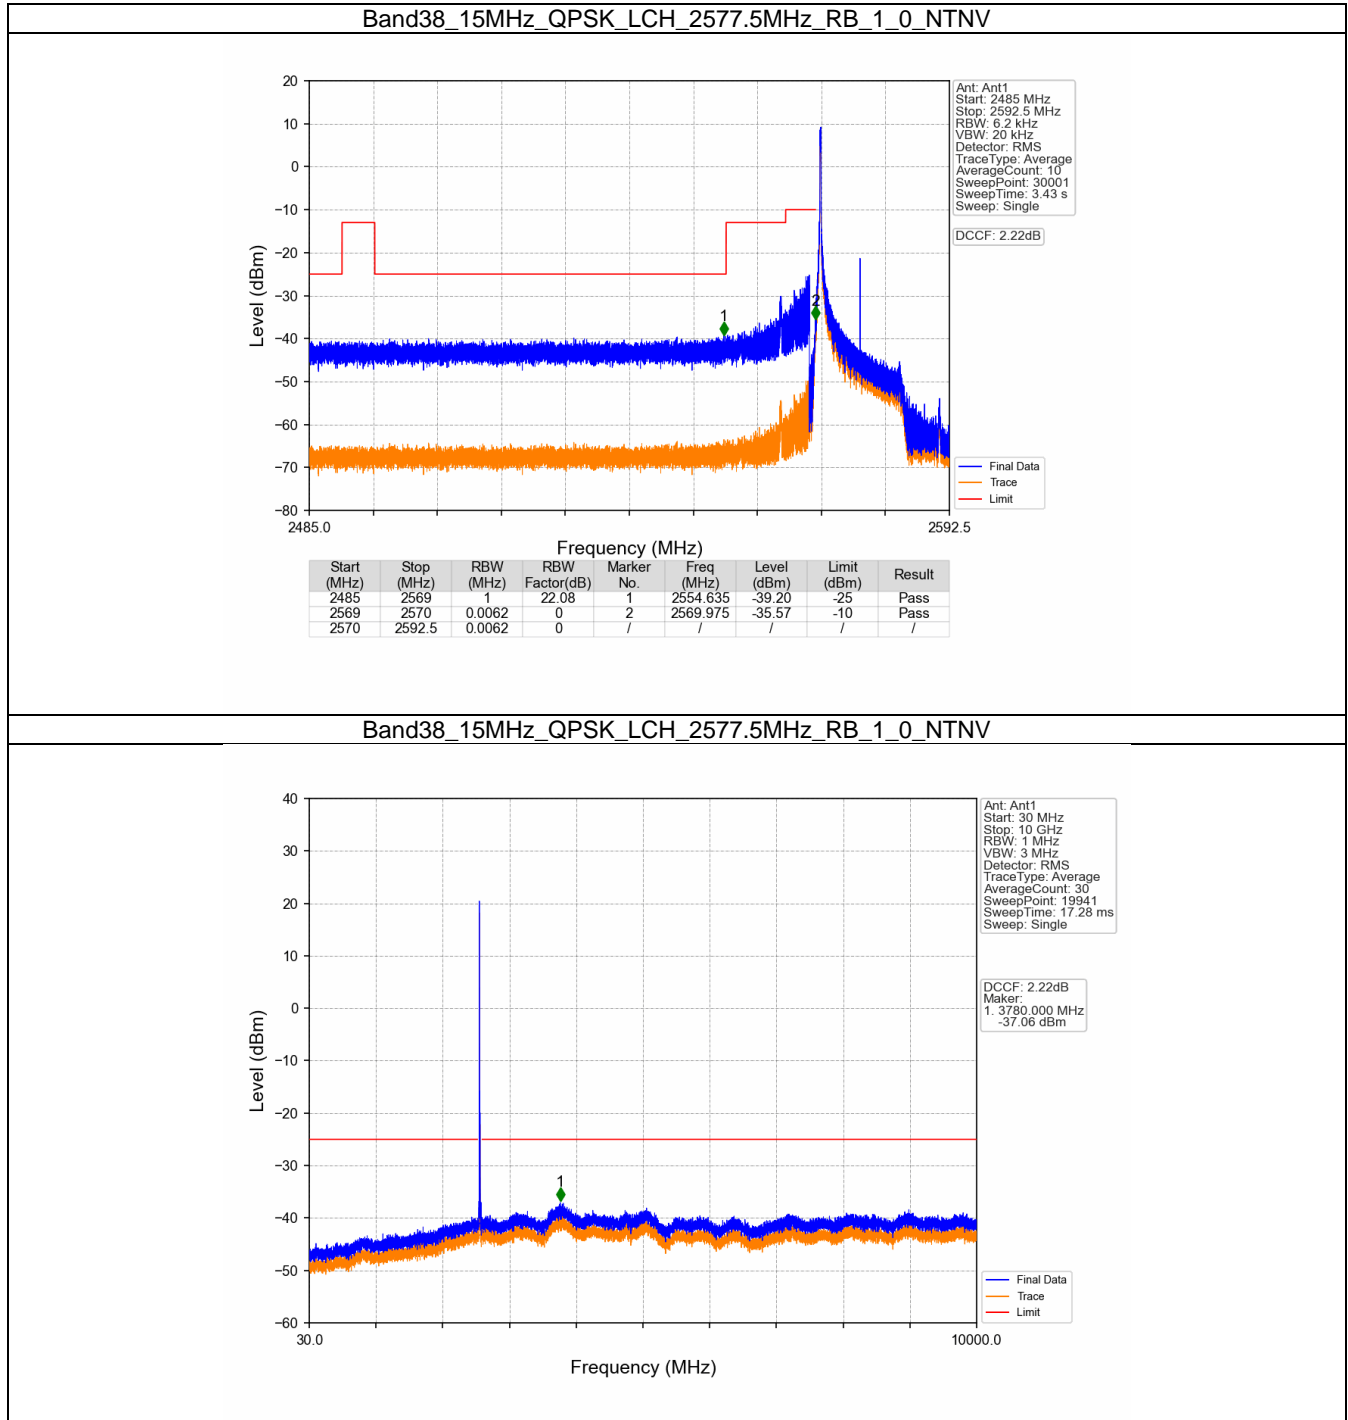 Band38_15MHz_QPSK_LCH_2577.5MHz_RB_1_0_NTNV
20
10
0
−10
−20
−30
−40
−50
−60
−70
−80
Level (dBm)
1
2
2485.0
2592.5
Frequency (MHz)
Ant: Ant1
Start: 2485 MHz
Stop: 2592.5 MHz
RBW: 6.2 kHz
VBW: 20 kHz
Detector: RMS
TraceType: Average
AverageCount: 10
SweepPoint: 30001
SweepTime: 3.43 s
Sweep: Single
DCCF: 2.22dB
Final Data
Trace
Limit
Start (MHz) Stop (MHz) RBW (MHz) RBW Factor(dB) Marker No. Freq (MHz) Level (dBm) Limit (dBm) Result
2485 2569 1 22.08 1 2554.635 -39.20 -25 Pass
2569 2570 0.0062 0 2 2569.975 -35.57 -10 Pass
2570 2592.5 0.0062 0 / / / / /
Band38_15MHz_QPSK_LCH_2577.5MHz_RB_1_0_NTNV
40
30
20
10
0
−10
−20
−30
−40
−50
−60
Level (dBm)
1
30.0
10000.0
Frequency (MHz)
Ant: Ant1
Start: 30 MHz
Stop: 10 GHz
RBW: 1 MHz
VBW: 3 MHz
Detector: RMS
TraceType: Average
AverageCount: 30
SweepPoint: 19941
SweepTime: 17.28 ms
Sweep: Single
DCCF: 2.22dB
Maker:
1. 3780.000 MHz
-37.06 dBm
Final Data
Trace
Limit